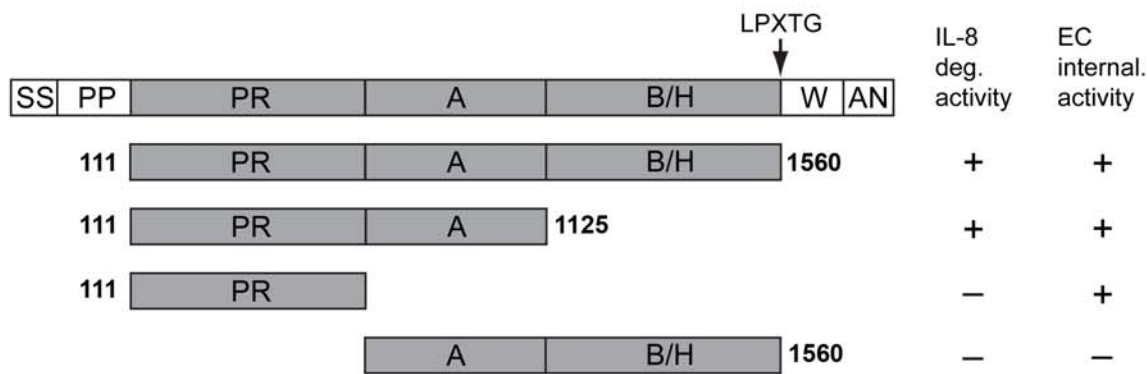 LPXTG
IL-8 deg. activity
EC internal. activity
SS PP PR A B/H W AN
111 PR A B/H 1560 + +
111 PR A 1125 + +
111 PR – +
A B/H 1560 – –